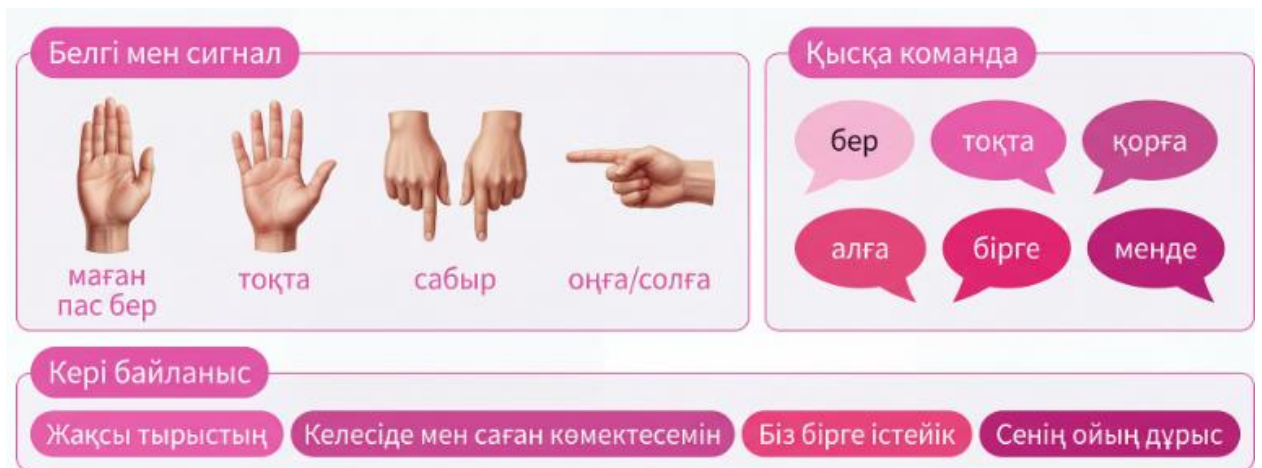 Белгі мен сигнал
маған
пас бер
тоқта
сабыр
оңға/солға
Қысқа команда
бер
тоқта
қорға
алға
бірге
менде
Кері байланыс
Жақсы тырыстың
Келесіде мен саған көмектесемін
Біз бірге істейік
Сенің ойың дұрыс